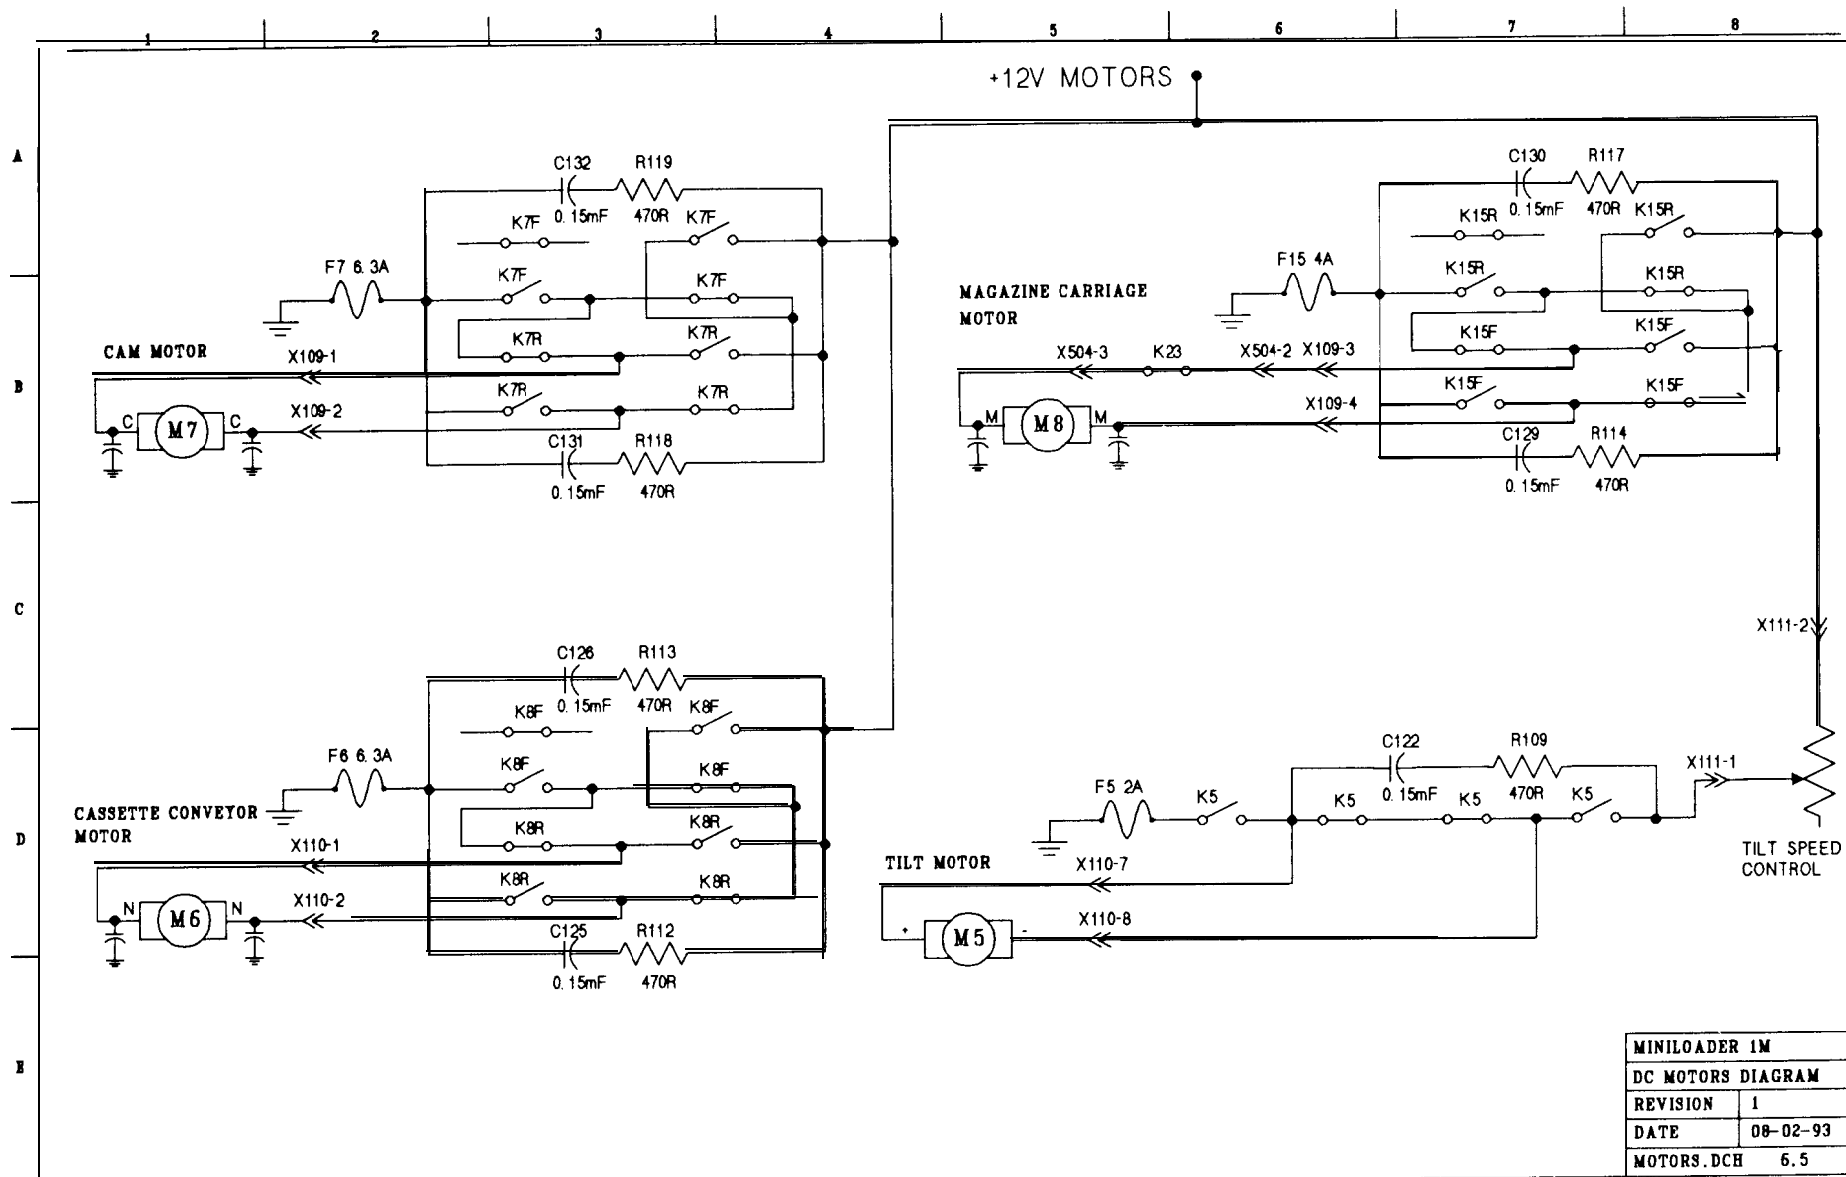 1 2 3 4 5 6 7 8
+12V MOTORS
A
C132 R119
0.15mF 470R
K7F K7F
F7 6.3A
K7F K7F
CAM MOTOR
X109-1
K7R K7R
B
C M7 C
X109-2
K7R K7R
C131 R118
0.15mF 470R
C130 R117
0.15mF 470R
K15R K15R
F15 4A
K15R K15R
MAGAZINE CARRIAGE
MOTOR
X504-3 K23 X504-2 X109-3
K15F K15F
M M8 M
X109-4
K15F K15F
C129 R114
0.15mF 470R
C
X111-2
C126 R113
0.15mF 470R
K8F K8F
F6 6.3A
K8F K8F
CASSETTE CONVEYOR
MOTOR
D
X110-1
K8R K8R
N M6 N
X110-2
K8R K8R
C125 R112
0.15mF 470R
C122 R109
0.15mF 470R
X111-1
F5 2A K5 K5 K5 K5
TILT SPEED
CONTROL
TILT MOTOR
X110-7
X110-8
+ M5 -
E
MINILOADER 1M
DC MOTORS DIAGRAM
REVISION 1
DATE 08-02-93
MOTORS.DCH 6.5